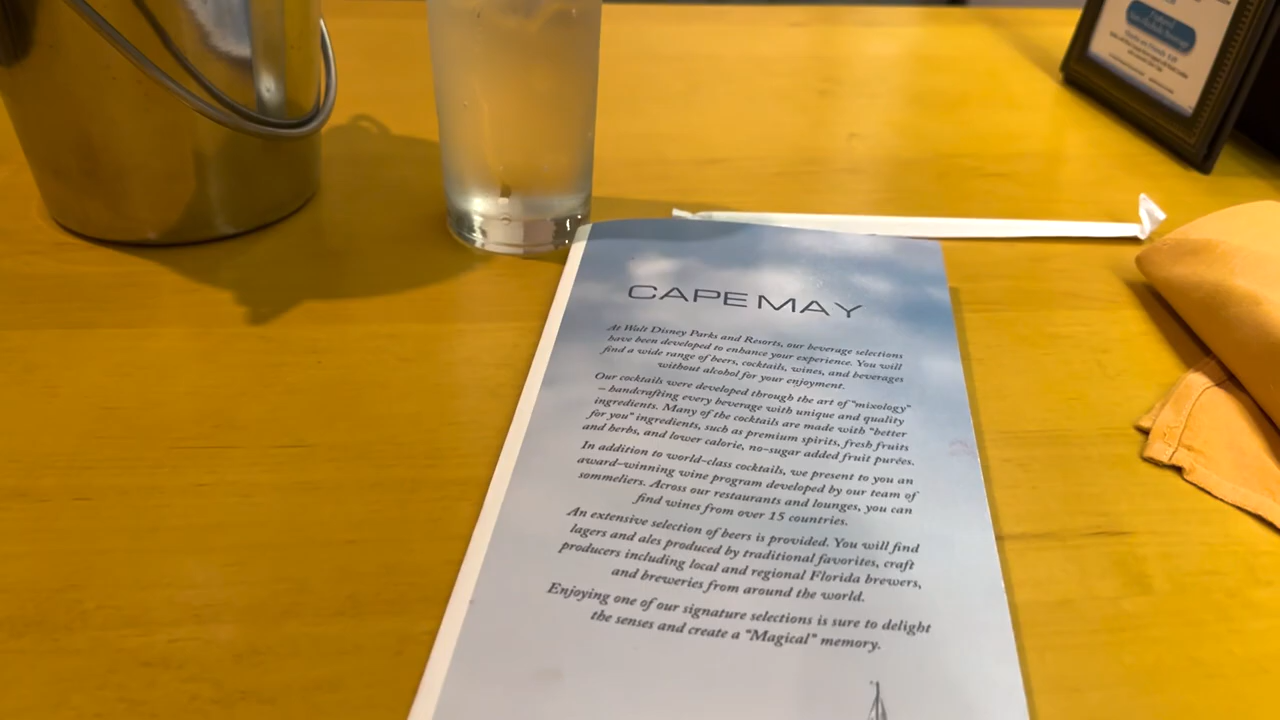 CAPE MAY
At Walt Disney Parks and Resorts, our beverage selections
have been developed to enhance your experience. You will
find a wide range of beers, cocktails, wines, and beverages
without alcohol for your enjoyment.
Our cocktails were developed through the art of "mixology"
– handcrafting every beverage with unique and quality
ingredients. Many of the cocktails are made with "better
for you" ingredients, such as premium spirits, fresh fruits
and herbs, and lower calorie, no-sugar added fruit purées.
In addition to world-class cocktails, we present to you an
award-winning wine program developed by our team of
sommeliers. Across our restaurants and lounges, you can
find wines from over 15 countries.
An extensive selection of beers is provided. You will find
lagers and ales produced by traditional favorites, craft
producers including local and regional Florida brewers,
and breweries from around the world.
Enjoying one of our signature selections is sure to delight
the senses and create a "Magical" memory.